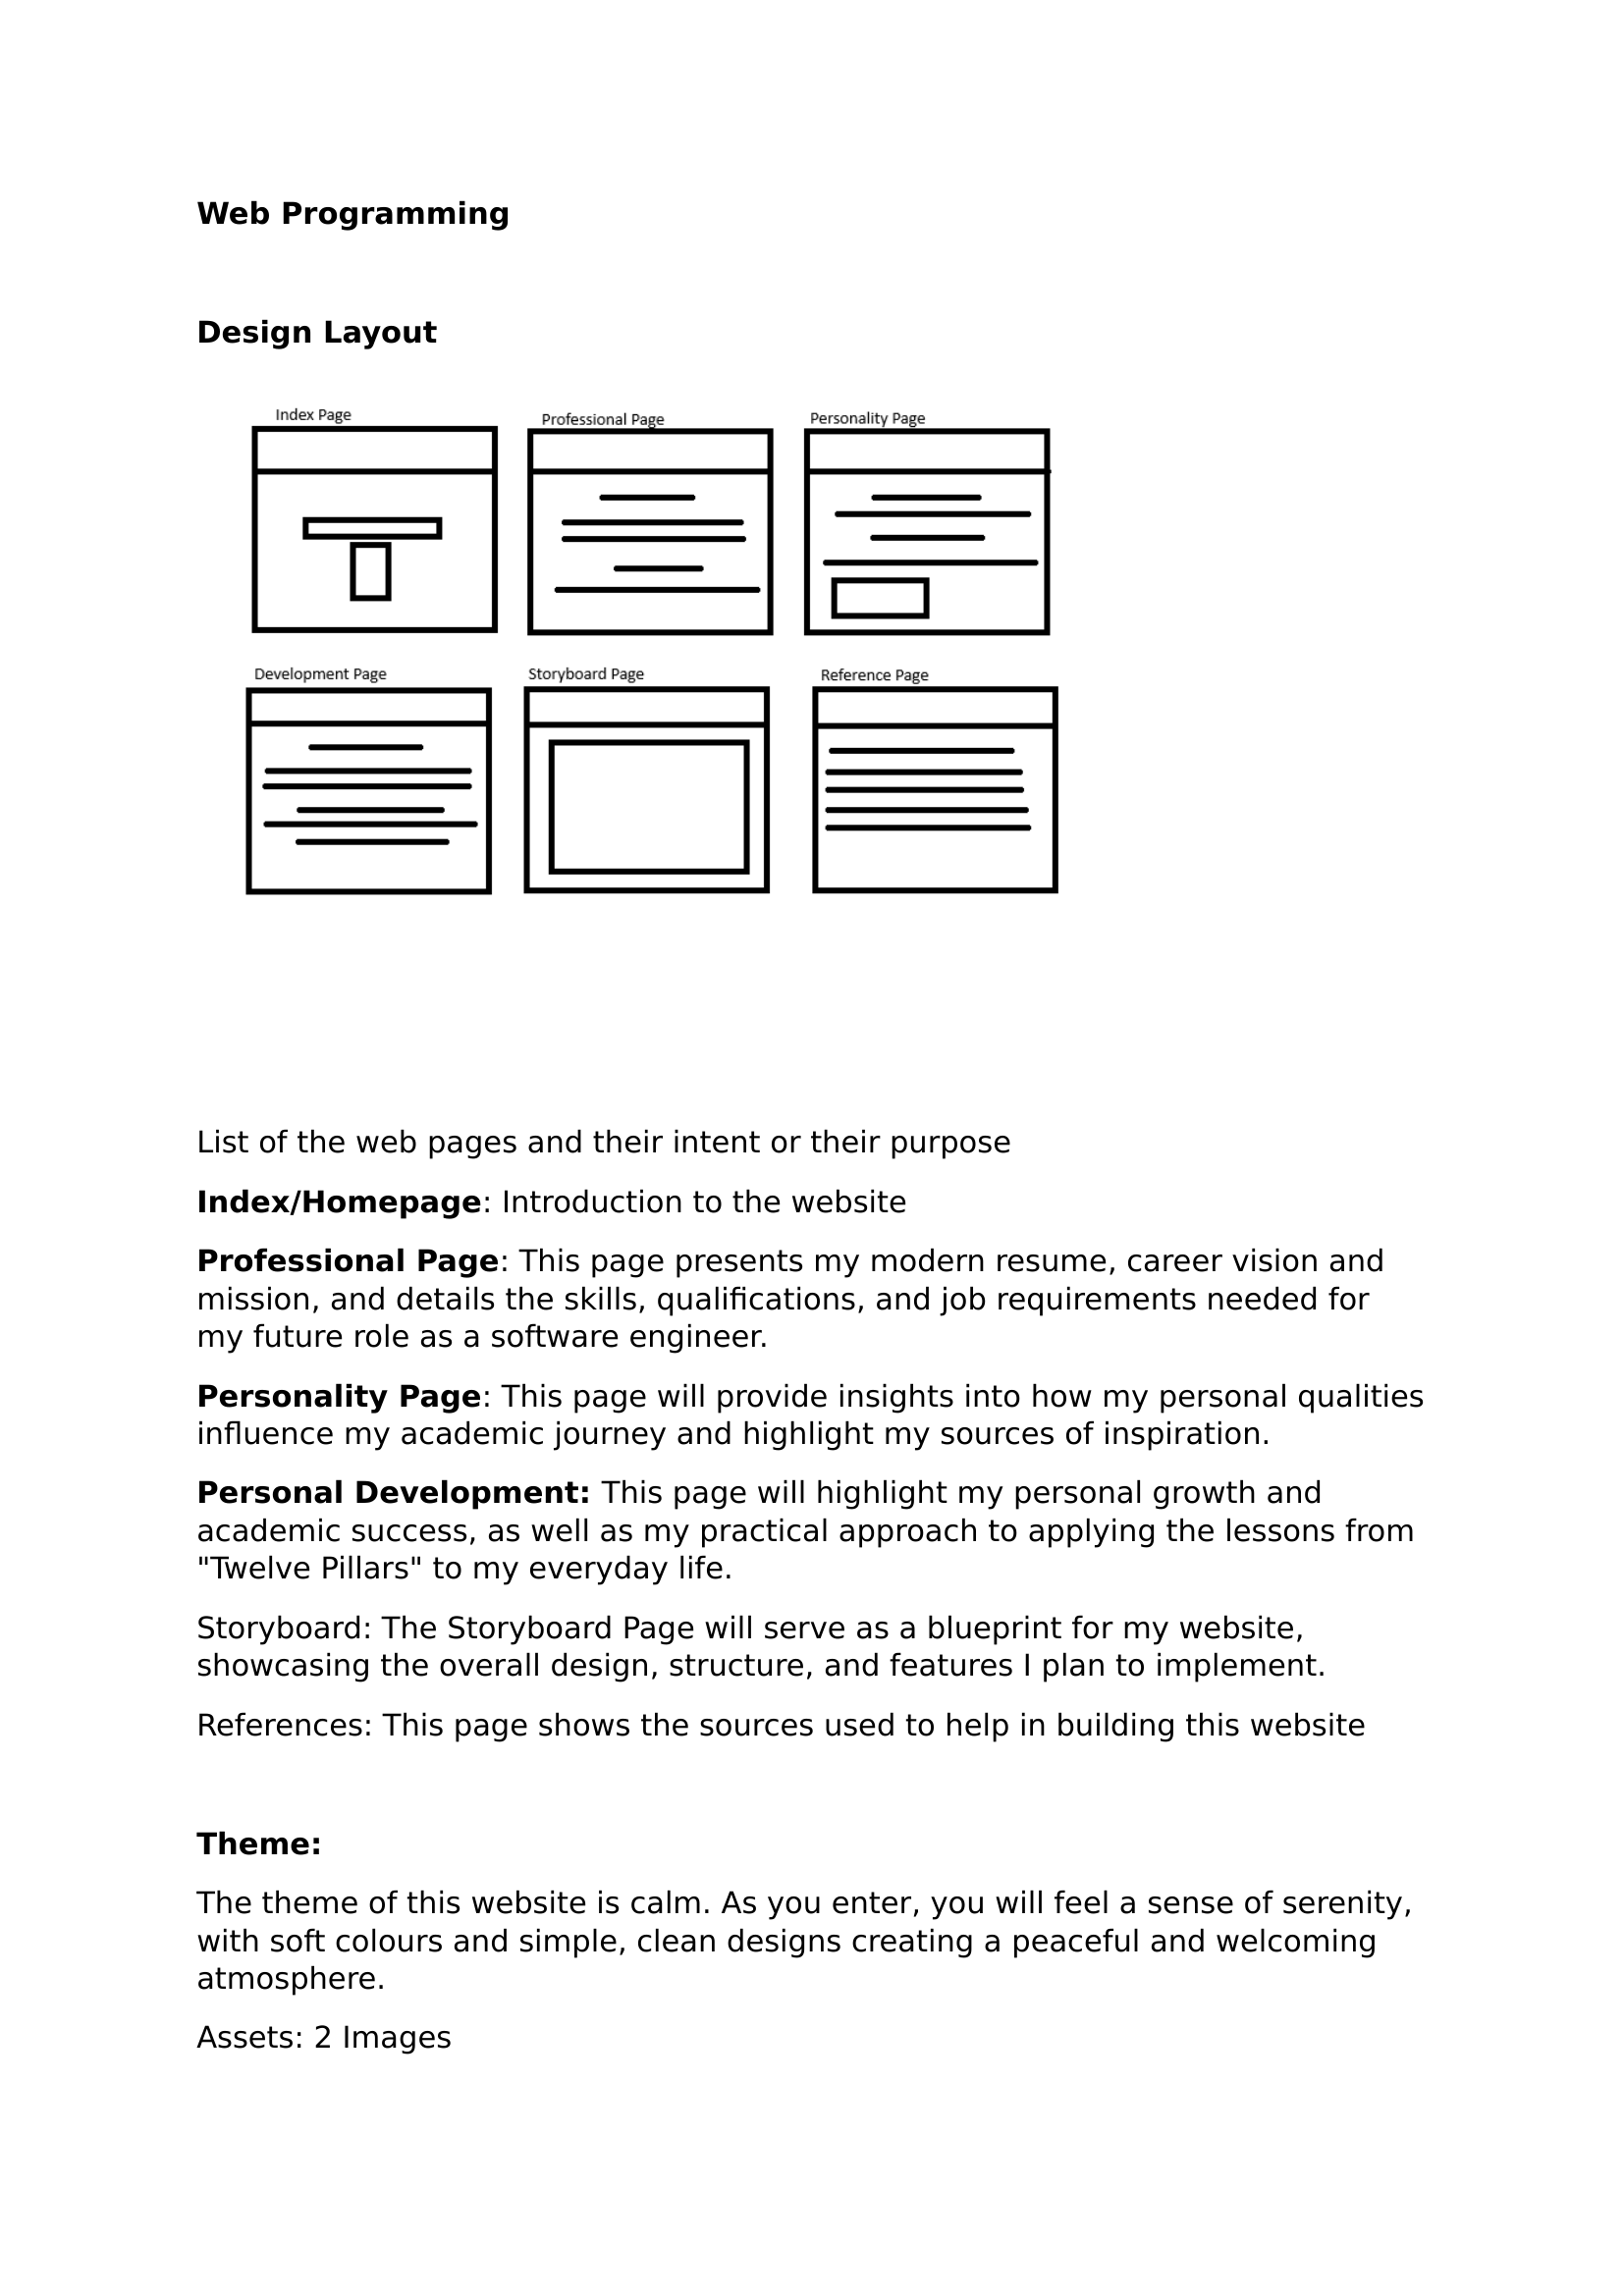 Web Programming
Design Layout
Index Page
Professional Page
Personality Page
Development Page
Storyboard Page
Reference Page
List of the web pages and their intent or their purpose
Index/Homepage: Introduction to the website
Professional Page: This page presents my modern resume, career vision and
mission, and details the skills, qualifications, and job requirements needed for
my future role as a software engineer.
Personality Page: This page will provide insights into how my personal qualities
influence my academic journey and highlight my sources of inspiration.
Personal Development: This page will highlight my personal growth and
academic success, as well as my practical approach to applying the lessons from
"Twelve Pillars" to my everyday life.
Storyboard: The Storyboard Page will serve as a blueprint for my website,
showcasing the overall design, structure, and features I plan to implement.
References: This page shows the sources used to help in building this website
Theme:
The theme of this website is calm. As you enter, you will feel a sense of serenity,
with soft colours and simple, clean designs creating a peaceful and welcoming
atmosphere.
Assets: 2 Images